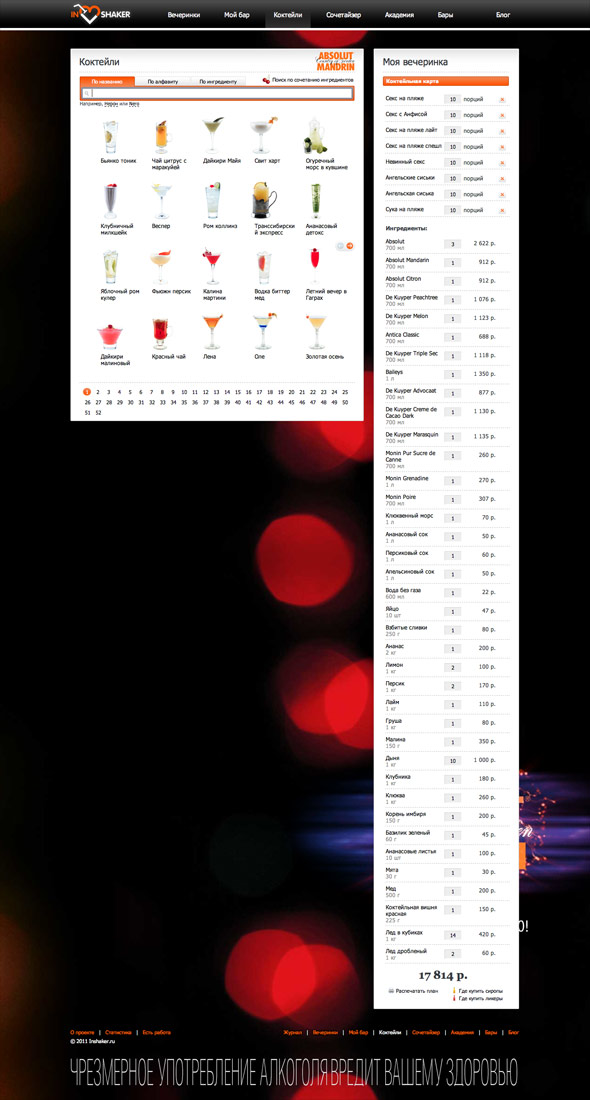 INSHAKER
Вечеринки Мой бар Коктейли Сочетайзер Академия Бары Блог
Коктейли
ABSOLUT
MANDRIN
По названию По алфавиту По ингредиенту Поиск по сочетанию ингредиентов
Например, Негрони или Nero
Бьянко тоник Чай цитрус с маракуйей Дайкири Майя Свит харт Огуречный морс в кувшине
Клубничный милкшейк Веспер Ром коллинз Транссибирский экспресс Ананасовый детокс
Яблочный ром кулер Фьюжн персик Калина мартини Водка биттер мед Летний вечер в Гаграх
Дайкири малиновый Красный чай Лена Оле Золотая осень
1 2 3 4 5 6 7 8 9 10 11 12 13 14 15 16 17 18 19 20 21 22 23 24 25
26 27 28 29 30 31 32 33 34 35 36 37 38 39 40 41 42 43 44 45 46 47 48 49 50
51 52
Моя вечеринка
Коктейльная карта
Секс на пляже 10 порций
Секс с Анфисой 10 порций
Секс на пляже лайт 10 порций
Секс на пляже спешл 10 порций
Невинный секс 10 порций
Ангельские сиськи 10 порций
Ангельская сиська 10 порций
Сука на пляже 10 порций
Ингредиенты:
Absolut 3 2 622 р.
700 мл
Absolut Mandarin 1 912 р.
700 мл
Absolut Citron 1 912 р.
700 мл
De Kuyper Peachtree 1 1 076 р.
700 мл
De Kuyper Melon 1 1 123 р.
700 мл
Antica Classic 1 688 р.
700 мл
De Kuyper Triple Sec 1 1 118 р.
700 мл
Baileys 1 1 350 р.
1 л
De Kuyper Advocaat 1 877 р.
700 мл
De Kuyper Creme de 1 1 130 р.
Cacao Dark
700 мл
De Kuyper Marasquin 1 1 135 р.
700 мл
Monin Pur Sucre de 1 260 р.
Canne
700 мл
Monin Grenadine 1 270 р.
1 л
Monin Poire 1 307 р.
700 мл
Клюквенный морс 1 70 р.
1 л
Ананасовый сок 1 50 р.
1 л
Персиковый сок 1 60 р.
1 л
Апельсиновый сок 1 50 р.
1 л
Вода без газа 1 22 р.
600 мл
Яйцо 1 47 р.
10 шт
Взбитые сливки 1 80 р.
250 г
Ананас 1 200 р.
2 кг
Лимон 2 100 р.
1 кг
Персик 2 170 р.
1 кг
Лайм 1 110 р.
1 кг
Груша 1 80 р.
1 кг
Малина 1 350 р.
150 г
Дыня 10 1 000 р.
1 кг
Клубника 1 180 р.
1 кг
Клюква 1 260 р.
1 кг
Корень имбиря 1 200 р.
150 г
Базилик зеленый 1 45 р.
60 г
Ананасовые листья 1 100 р.
10 шт
Мята 1 30 р.
30 г
Мед 1 200 р.
500 г
Коктейльная вишня 1 150 р.
красная
225 г
Лед в кубиках 14 420 р.
1 кг
Лед дробленый 2 60 р.
1 кг
17 814 р.
Распечатать план Где купить сиропы
Где купить ликеры
О проекте | Статистика | Есть работа Журнал | Вечеринки | Мой бар | Коктейли | Сочетайзер | Академия | Бары | Блог
© 2011 Inshaker.ru
ЧРЕЗМЕРНОЕ УПОТРЕБЛЕНИЕ АЛКОГОЛЯ ВРЕДИТ ВАШЕМУ ЗДОРОВЬЮ